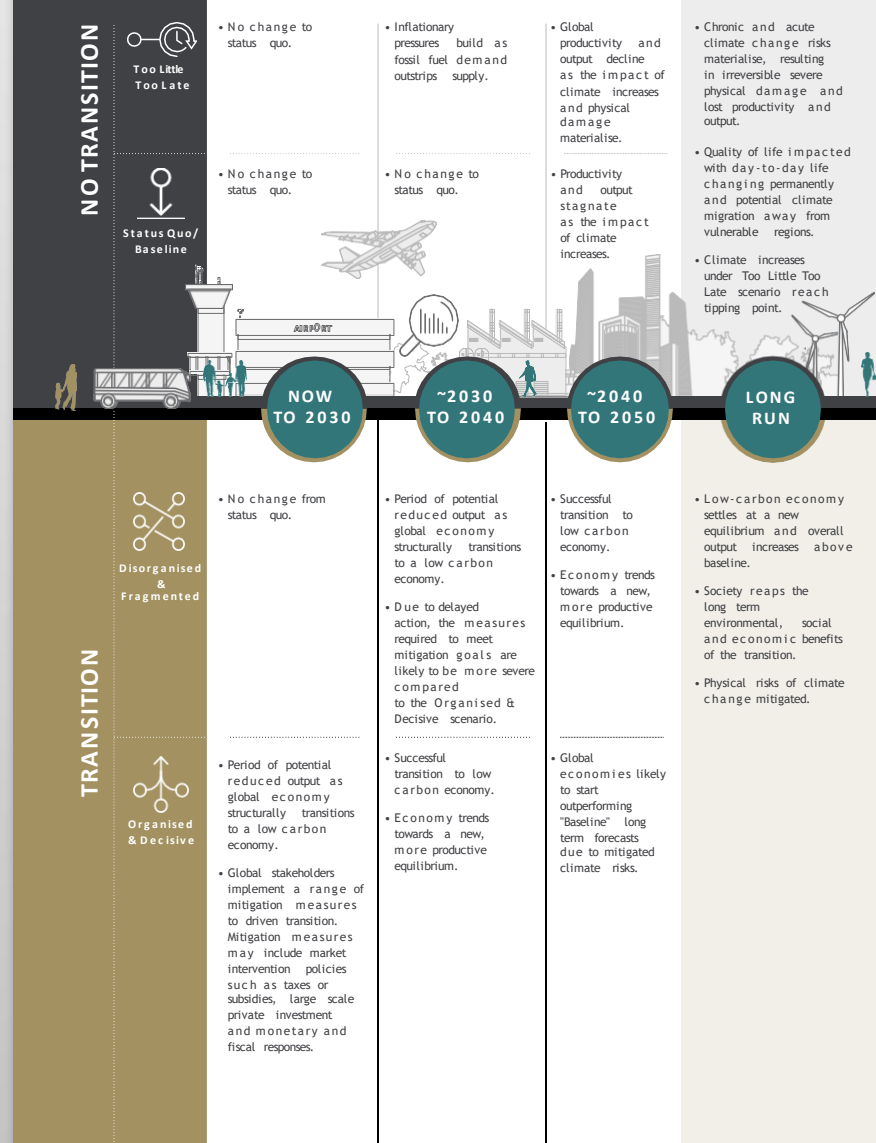 NO TRANSITION
Too Little
Too Late
• No change to
status quo.
• Inflationary
pressures build as
fossil fuel demand
outstrips supply.
• Global
productivity and
output decline
as the impact of
climate increases
and physical
damage
materialise.
• Chronic and acute
climate change risks
materialise, resulting
in irreversible severe
physical damage and
lost productivity and
output.
• Quality of life impacted
with day-to-day life
changing permanently
and potential climate
migration away from
vulnerable regions.
• Climate increases
under Too Little Too
Late scenario reach
tipping point.
Status Quo/
Baseline
• No change to
status quo.
• No change to
status quo.
• Productivity
and output
stagnate
as the impact
of climate
increases.
AIRPORT
NOW
TO 2030
~2030
TO 2040
~2040
TO 2050
LONG
RUN
TRANSITION
Disorganised
&
Fragmented
• No change from
status quo.
• Period of potential
reduced output as
global economy
structurally transitions
to a low carbon
economy.
• Due to delayed
action, the measures
required to meet
mitigation goals are
likely to be more severe
compared
to the Organised &
Decisive scenario.
• Successful
transition to
low carbon
economy.
• Economy trends
towards a new,
more productive
equilibrium.
• Low-carbon economy
settles at a new
equilibrium and overall
output increases above
baseline.
• Society reaps the
long term
environmental, social
and economic benefits
of the transition.
• Physical risks of climate
change mitigated.
Organised
& Decisive
• Period of potential
reduced output as
global economy
structurally transitions
to a low carbon
economy.
• Global stakeholders
implement a range of
mitigation measures
to driven transition.
Mitigation measures
may include market
intervention policies
such as taxes or
subsidies, large scale
private investment
and monetary and
fiscal responses.
• Successful
transition to low
carbon economy.
• Economy trends
towards a new,
more productive
equilibrium.
• Global
economies likely
to start
outperforming
"Baseline" long
term forecasts
due to mitigated
climate risks.